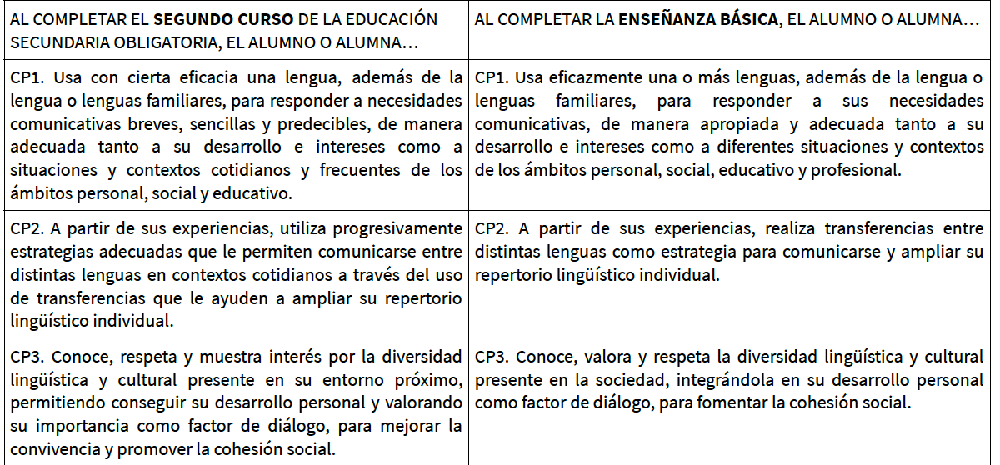 AL COMPLETAR EL SEGUNDO CURSO DE LA EDUCACIÓN
SECUNDARIA OBLIGATORIA, EL ALUMNO O ALUMNA…
AL COMPLETAR LA ENSEÑANZA BÁSICA, EL ALUMNO O ALUMNA…
CP1. Usa con cierta eficacia una lengua, además de la
lengua o lenguas familiares, para responder a necesidades
comunicativas breves, sencillas y predecibles, de manera
adecuada tanto a su desarrollo e intereses como a
situaciones y contextos cotidianos y frecuentes de los
ámbitos personal, social y educativo.
CP1. Usa eficazmente una o más lenguas, además de la lengua o
lenguas familiares, para responder a sus necesidades
comunicativas, de manera apropiada y adecuada tanto a su
desarrollo e intereses como a diferentes situaciones y contextos
de los ámbitos personal, social, educativo y profesional.
CP2. A partir de sus experiencias, utiliza progresivamente
estrategias adecuadas que le permiten comunicarse entre
distintas lenguas en contextos cotidianos a través del uso
de transferencias que le ayuden a ampliar su repertorio
lingüístico individual.
CP2. A partir de sus experiencias, realiza transferencias entre
distintas lenguas como estrategia para comunicarse y ampliar su
repertorio lingüístico individual.
CP3. Conoce, respeta y muestra interés por la diversidad
lingüística y cultural presente en su entorno próximo,
permitiendo conseguir su desarrollo personal y valorando
su importancia como factor de diálogo, para mejorar la
convivencia y promover la cohesión social.
CP3. Conoce, valora y respeta la diversidad lingüística y cultural
presente en la sociedad, integrándola en su desarrollo personal
como factor de diálogo, para fomentar la cohesión social.